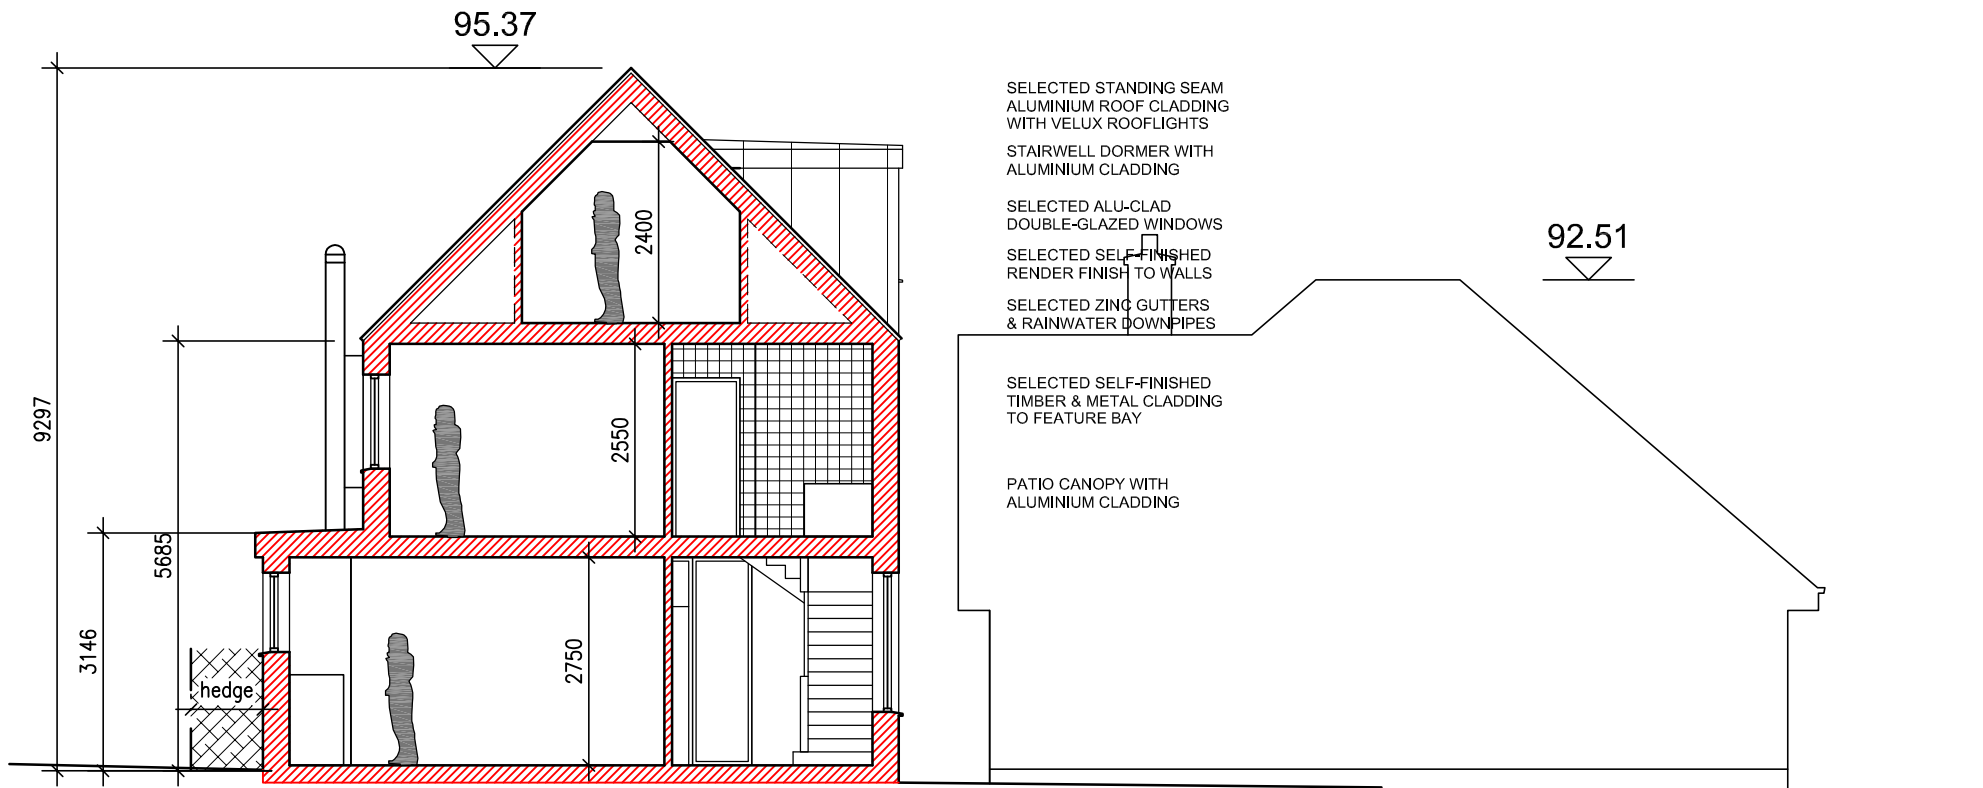 95.37
SELECTED STANDING SEAM
ALUMINIUM ROOF CLADDING
WITH VELUX ROOFLIGHTS
STAIRWELL DORMER WITH
ALUMINIUM CLADDING
SELECTED ALU-CLAD
DOUBLE-GLAZED WINDOWS
SELECTED SELF-FINISHED
RENDER FINISH TO WALLS
SELECTED ZINC GUTTERS
& RAINWATER DOWNPIPES
SELECTED SELF-FINISHED
TIMBER & METAL CLADDING
TO FEATURE BAY
PATIO CANOPY WITH
ALUMINIUM CLADDING
92.51
2400
9297
2550
5685
3146
2750
hedge